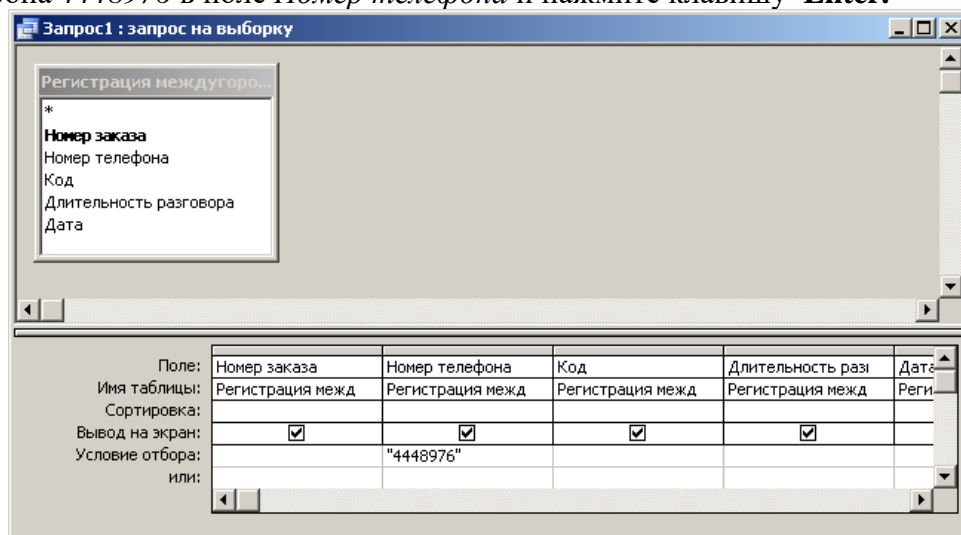 4448976 в поле Номер телефона и нажмите клавишу Enter.
Запрос1 : запрос на выборку
Регистрация междугоро...
*
Номер заказа
Номер телефона
Код
Длительность разговора
Дата
Поле: Номер заказа Номер телефона Код Длительность разг Дата
Имя таблицы: Регистрация межд Регистрация межд Регистрация межд Регистрация межд Реги
Сортировка:
Вывод на экран:
Условие отбора: "4448976"
или: